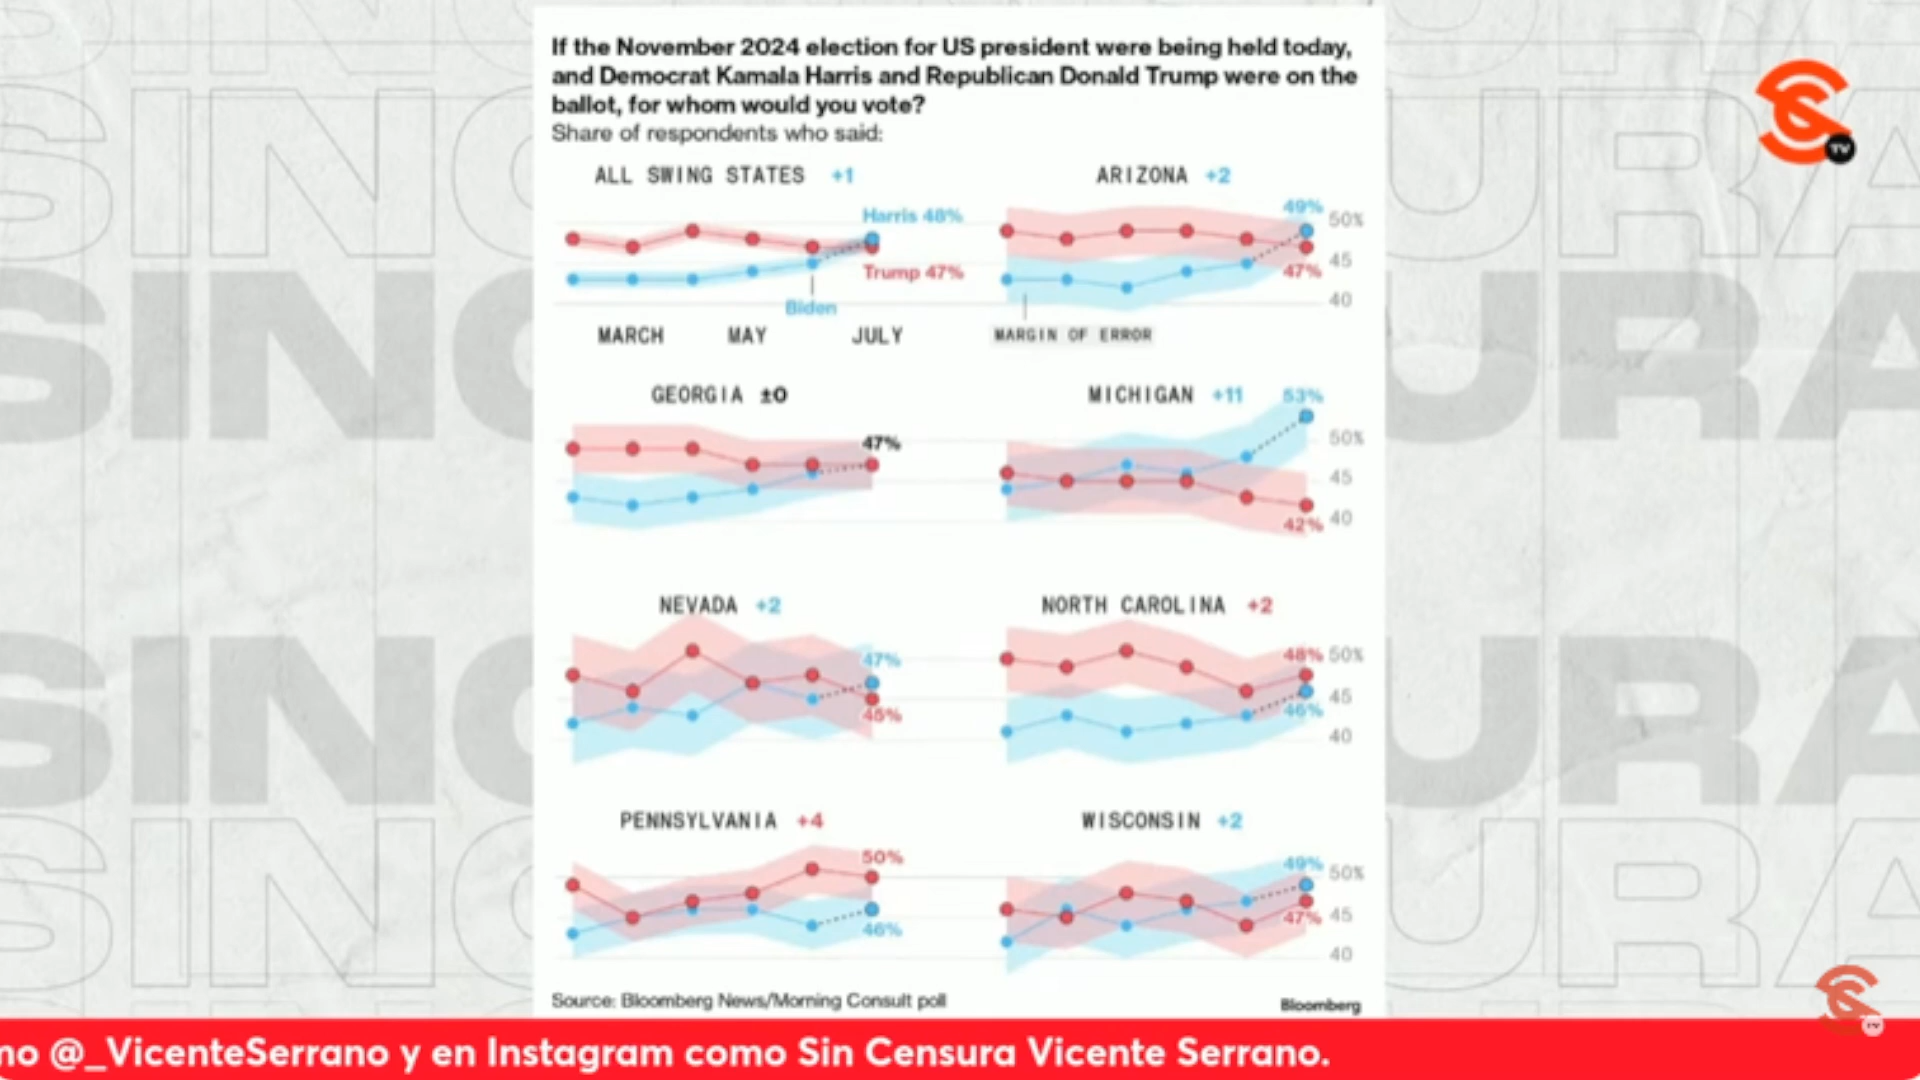 If the November 2024 election for US president were being held today,
and Democrat Kamala Harris and Republican Donald Trump were on the
ballot, for whom would you vote?
Share of respondents who said:
ALL SWING STATES +1
Harris 48%
Trump 47%
Biden
MARCH MAY JULY
ARIZONA +2
49%
50%
45
47%
40
MARGIN OF ERROR
GEORGIA ±0
47%
MICHIGAN +11
53%
50%
45
40
42%
NEVADA +2
47%
45%
NORTH CAROLINA +2
48% 50%
45
46%
40
PENNSYLVANIA +4
50%
46%
WISCONSIN +2
49%
50%
45
47%
40
Source: Bloomberg News/Morning Consult poll
Bloomberg
TV
TV
mo @_VicenteSerrano y en Instagram como Sin Censura Vicente Serrano.